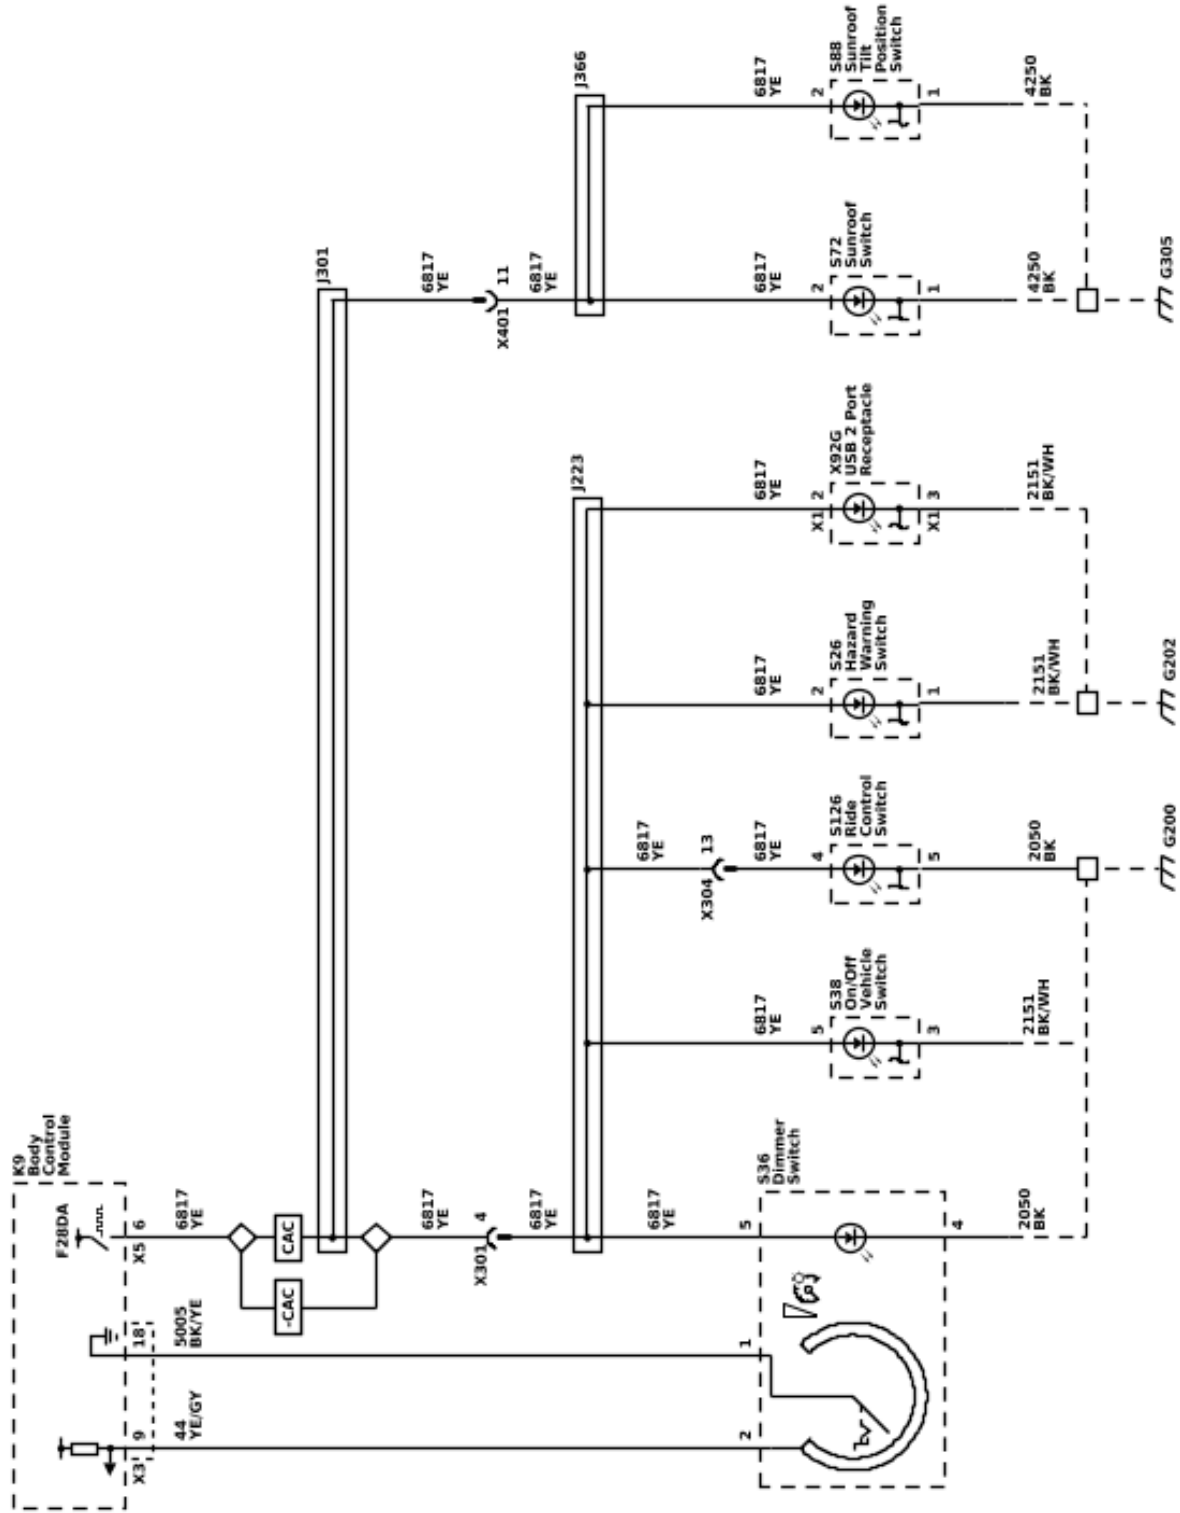 K9
Body
Control
Module
F28DA
X3
9
18
X5
6
44
YE/GY
5005
BK/YE
6817
YE
-CAC
CAC
J301
6817
YE
X301
4
6817
YE
6817
YE
X401
11
6817
YE
J223
J366
6817
YE
6817
YE
X304
13
2
1
5
S36
Dimmer
Switch
4
2050
BK
6817
YE
5
S38
On/Off
Vehicle
Switch
3
2151
BK/WH
6817
YE
4
S126
Ride
Control
Switch
5
2050
BK
G200
6817
YE
2
S26
Hazard
Warning
Switch
1
2151
BK/WH
G202
6817
YE
X1
2
X92G
USB 2 Port
Receptacle
X1
3
2151
BK/WH
6817
YE
2
S72
Sunroof
Switch
1
4250
BK
G305
6817
YE
2
S88
Sunroof
Tilt
Position
Switch
1
4250
BK